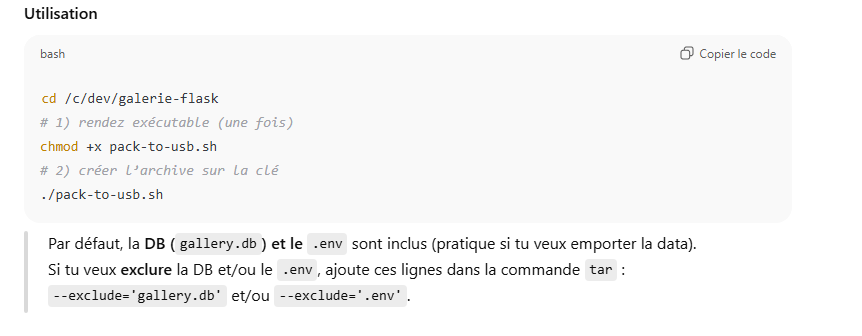 Utilisation
bash
Copier le code
cd /c/dev/galerie-flask
# 1) rendez exécutable (une fois)
chmod +x pack-to-usb.sh
# 2) créer l’archive sur la clé
./pack-to-usb.sh
Par défaut, la DB (gallery.db) et le .env sont inclus (pratique si tu veux emporter la data).
Si tu veux exclure la DB et/ou le .env, ajoute ces lignes dans la commande tar :
--exclude='gallery.db' et/ou --exclude='.env'.